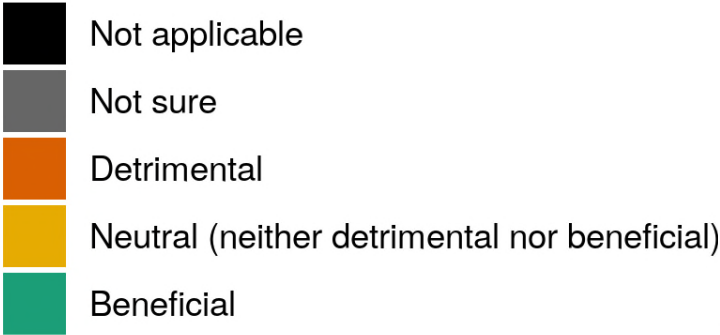 Not applicable
Not sure
Detrimental
Neutral (neither detrimental nor beneficial)
Beneficial